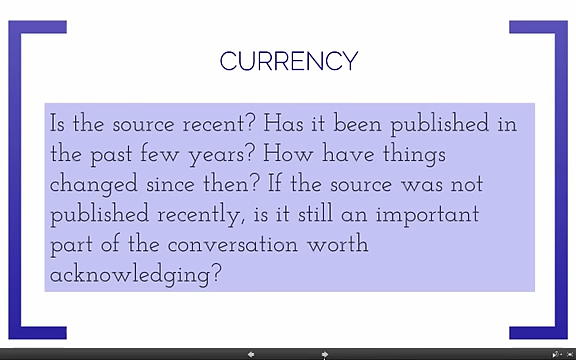 CURRENCY
Is the source recent? Has it been published in
the past few years? How have things
changed since then? If the source was not
published recently, is it still an important
part of the conversation worth
acknowledging?